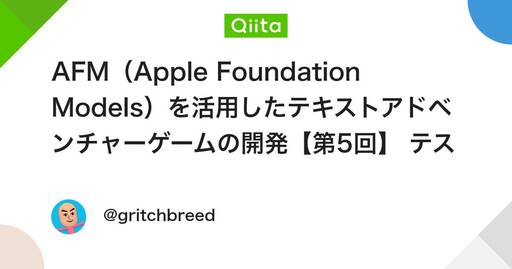 Qiita
AFM（Apple Foundation
Models）を活用したテキストアドベ
ンチャーゲームの開発【第5回】 テス
@gritchbreed